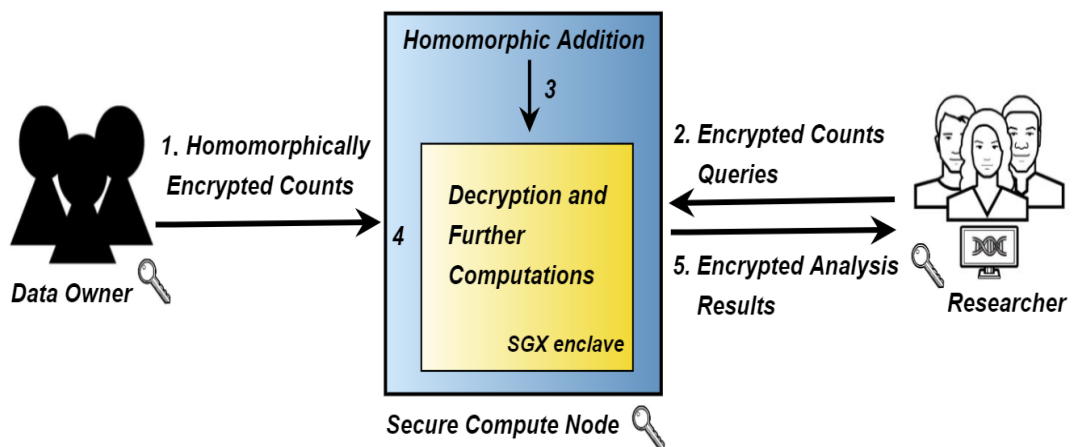 Homomorphic Addition
3
1. Homomorphically
Encrypted Counts
2. Encrypted Counts
Queries
Decryption and
Further
Computations
4
5. Encrypted Analysis
Results
SGX enclave
Data Owner
Researcher
Secure Compute Node